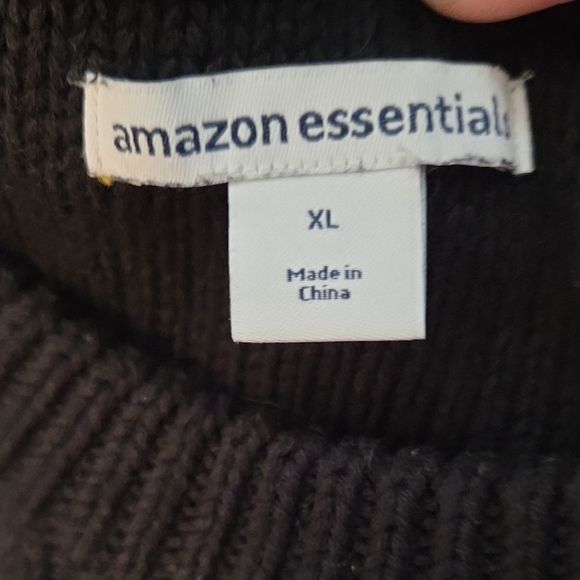 amazon essentials
XL
Made in
China